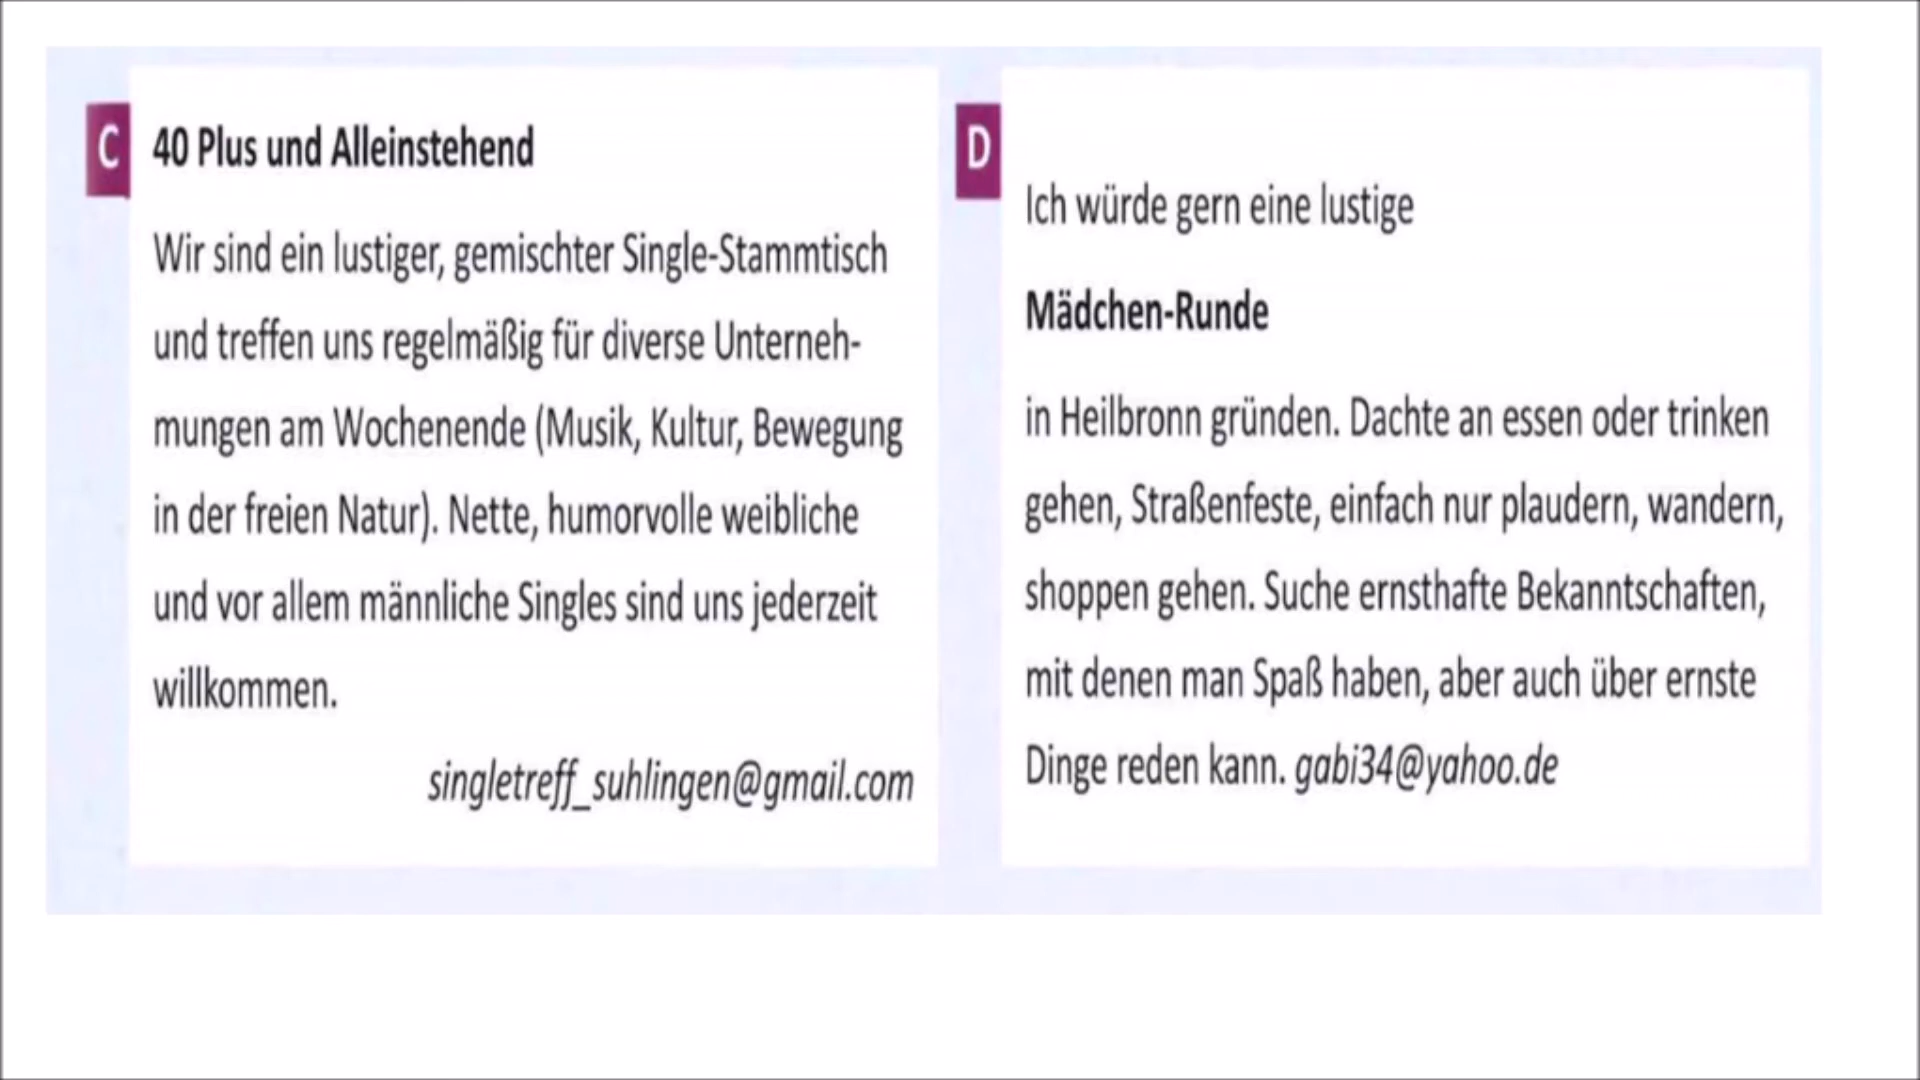 C
40 Plus und Alleinstehend
Wir sind ein lustiger, gemischter Single-Stammtisch
und treffen uns regelmäßig für diverse Unterneh-
mungen am Wochenende (Musik, Kultur, Bewegung
in der freien Natur). Nette, humorvolle weibliche
und vor allem männliche Singles sind uns jederzeit
willkommen.
singletreff_suhlingen@gmail.com
D
Ich würde gern eine lustige
Mädchen-Runde
in Heilbronn gründen. Dachte an essen oder trinken
gehen, Straßenfeste, einfach nur plaudern, wandern,
shoppen gehen. Suche ernsthafte Bekanntschaften,
mit denen man Spaß haben, aber auch über ernste
Dinge reden kann. gabi34@yahoo.de